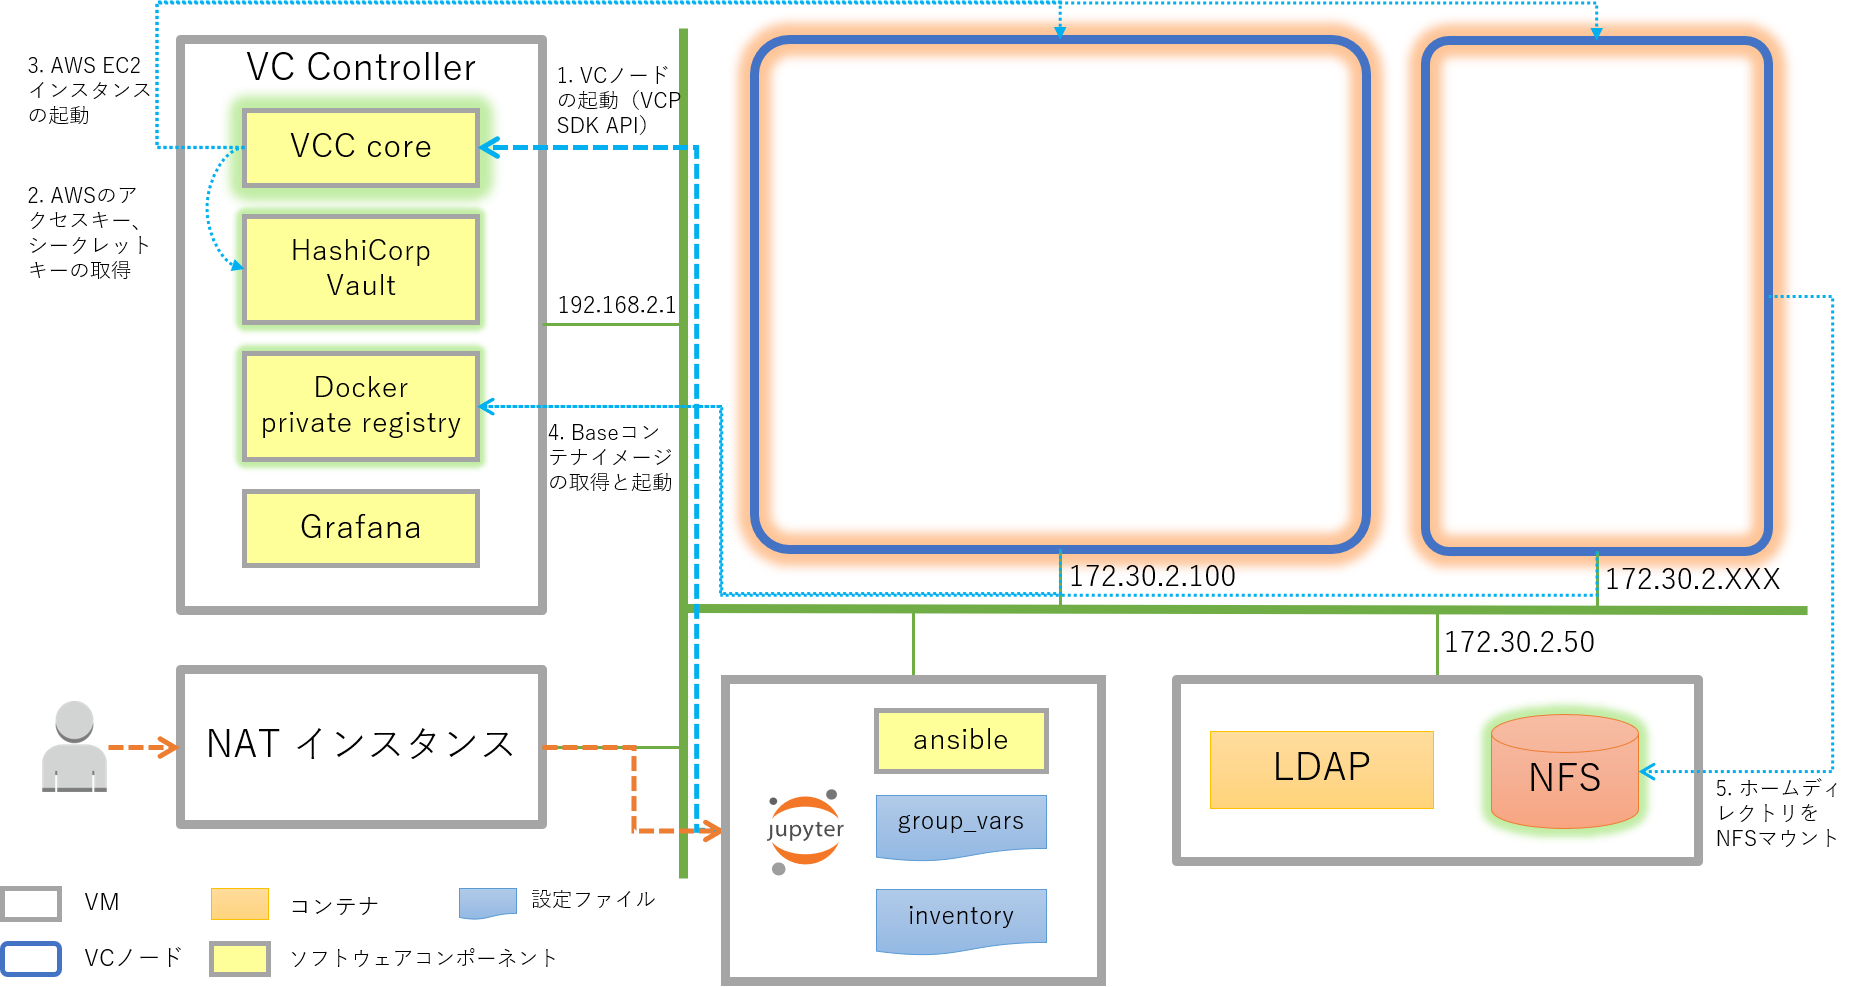 3. AWS EC2
インスタンス
の起動
VC Controller
1. VCノード
の起動（VCP
SDK API）
VCC core
2. AWSのア
クセスキー、
シークレット
キーの取得
HashiCorp
Vault
192.168.2.1
Docker
private registry
4. Baseコン
テナイメージ
の取得と起動
Grafana
172.30.2.100
172.30.2.XXX
172.30.2.50
NAT インスタンス
ansible
jupyter
group_vars
inventory
LDAP
NFS
5. ホームディ
レクトリを
NFSマウント
VM
コンテナ
設定ファイル
VCノード
ソフトウェアコンポーネント